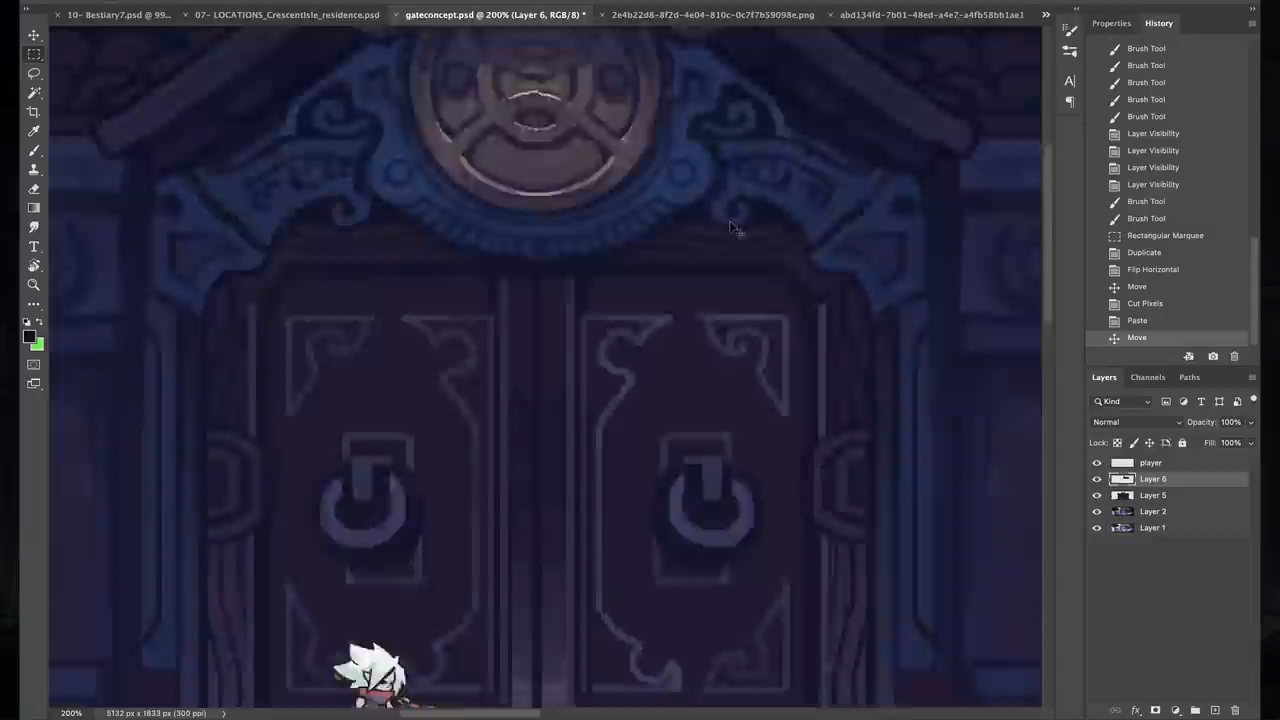 10- Bestiary7.psd @ 99...
07- LOCATIONS_CrescentIsle_residence.psd
gateconcept.psd @ 200% (Layer 6, RGB/8) *
2e4b22d8-8f2d-4e04-810c-0c7f7b59098e.png
abd134fd-7b01-48ed-a4e7-a4fb58bb1ae1
Properties
History
Brush Tool
Brush Tool
Brush Tool
Brush Tool
Brush Tool
Layer Visibility
Layer Visibility
Layer Visibility
Layer Visibility
Brush Tool
Brush Tool
Rectangular Marquee
Duplicate
Flip Horizontal
Move
Cut Pixels
Paste
Move
Layers
Channels
Paths
Kind
Normal
Opacity: 100%
Lock:
Fill: 100%
player
Layer 6
Layer 5
Layer 2
Layer 1
200%
5132 px x 1833 px (300 ppi)